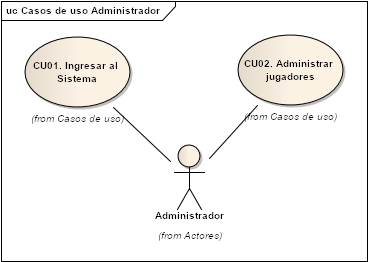 uc Casos de uso Administrador
CU01. Ingresar al
Sistema
(from Casos de uso)
CU02. Administrar
jugadores
(from Casos de uso)
Administrador
(from Actores)